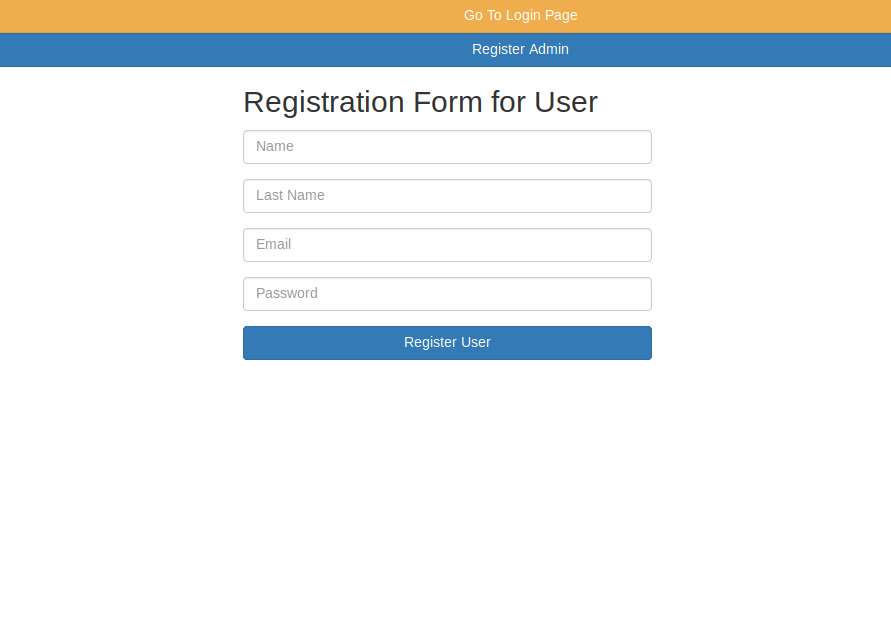 Go To Login Page
Register Admin
Registration Form for User
Name
Last Name
Email
Password
Register User